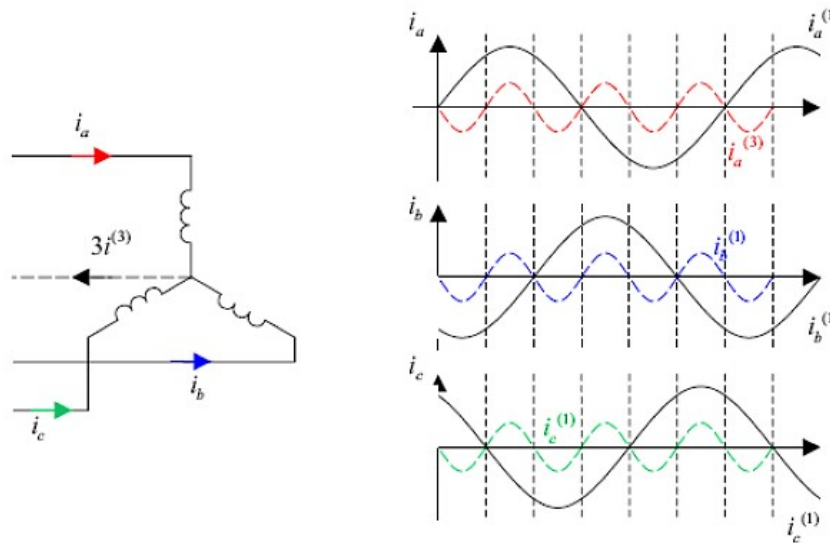 i_a
3i^(3)
i_b
i_c
i_a
i_a^(1
i_a^(3)
i_b
i_b^(1)
i_b^(1
i_c
i_c^(1)
i_c^(1)